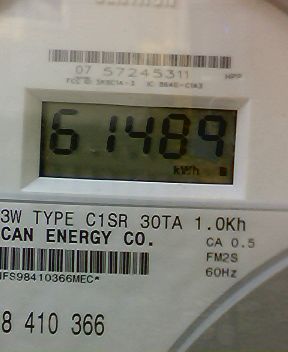 07 57245311 HPP
61489
kWh
3W TYPE C1SR 30TA 1.0Kh
CAN ENERGY CO.
CA 0.5
FM2S
60Hz
8 410 366